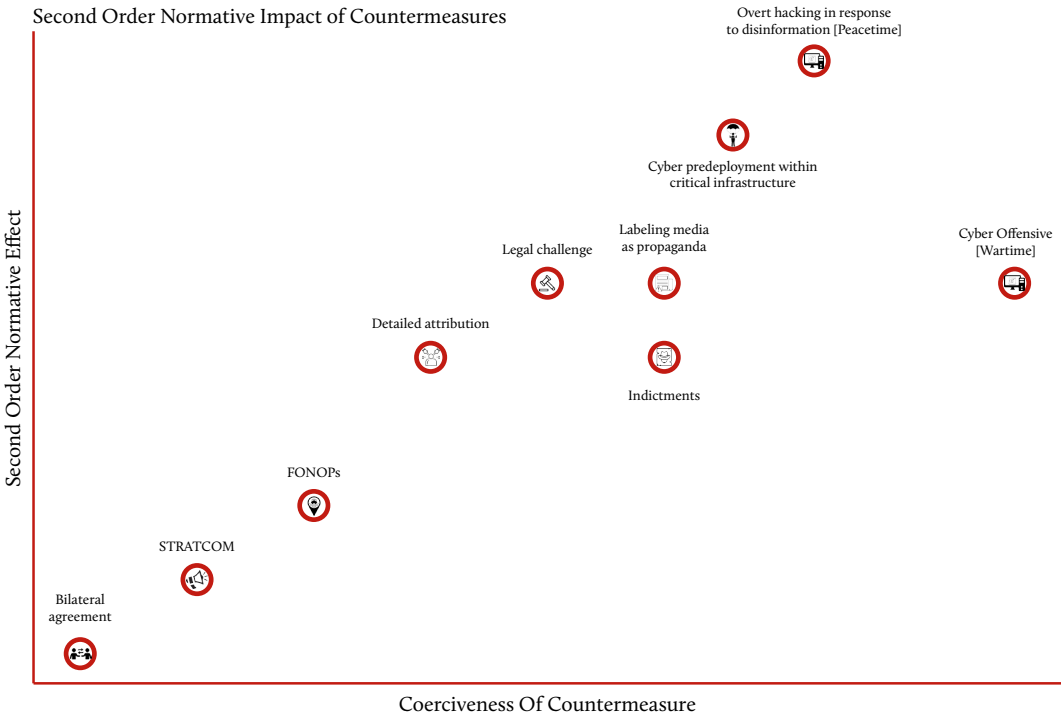 Second Order Normative Impact of Countermeasures
Overt hacking in response
to disinformation [Peacetime]
Cyber predeployment within
critical infrastructure
Labeling media
as propaganda
Cyber Offensive
[Wartime]
Legal challenge
Detailed attribution
Indictments
FONOPs
STRATCOM
Bilateral
agreement
Second Order Normative Effect
Coerciveness Of Countermeasure